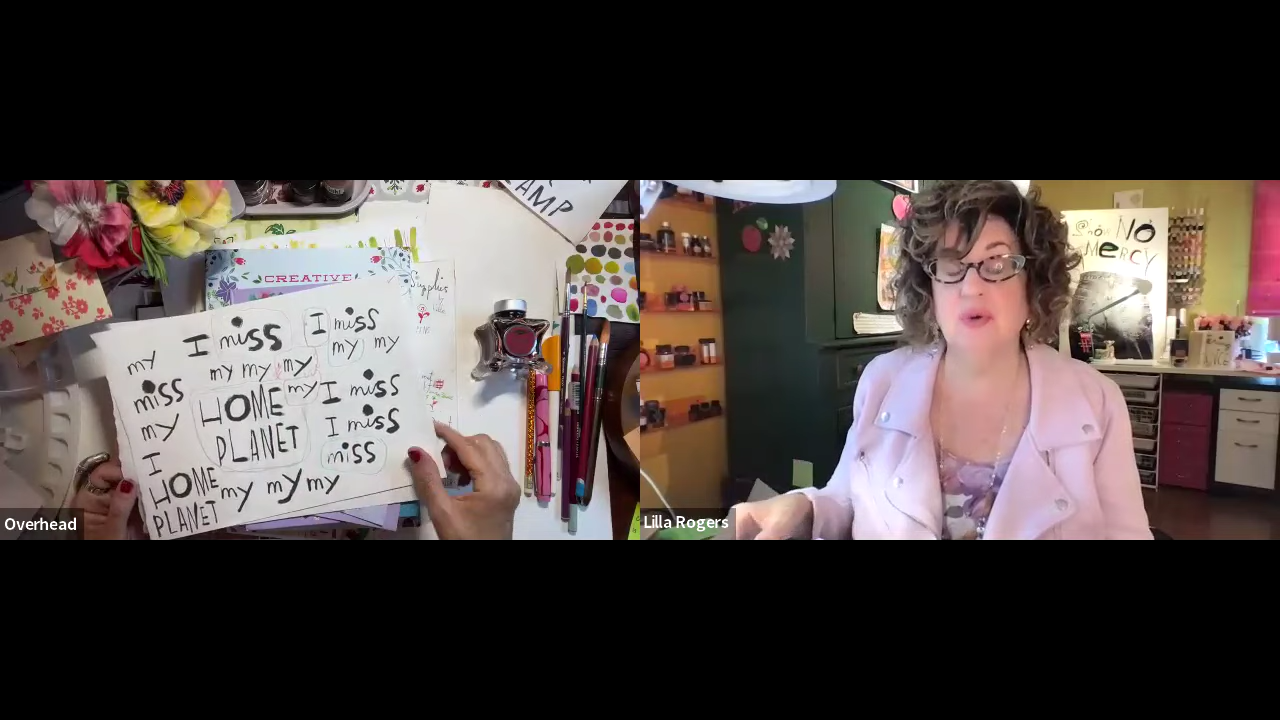 AMP
CREATIVE
Supplies
my
I miss
I miss
my my
my my my
my
miss
my
HOME
PLANET
I miss
I miss
miss
I
HOME
PLANET
my my my
Overhead
NO
MERCY
Lilla Rogers